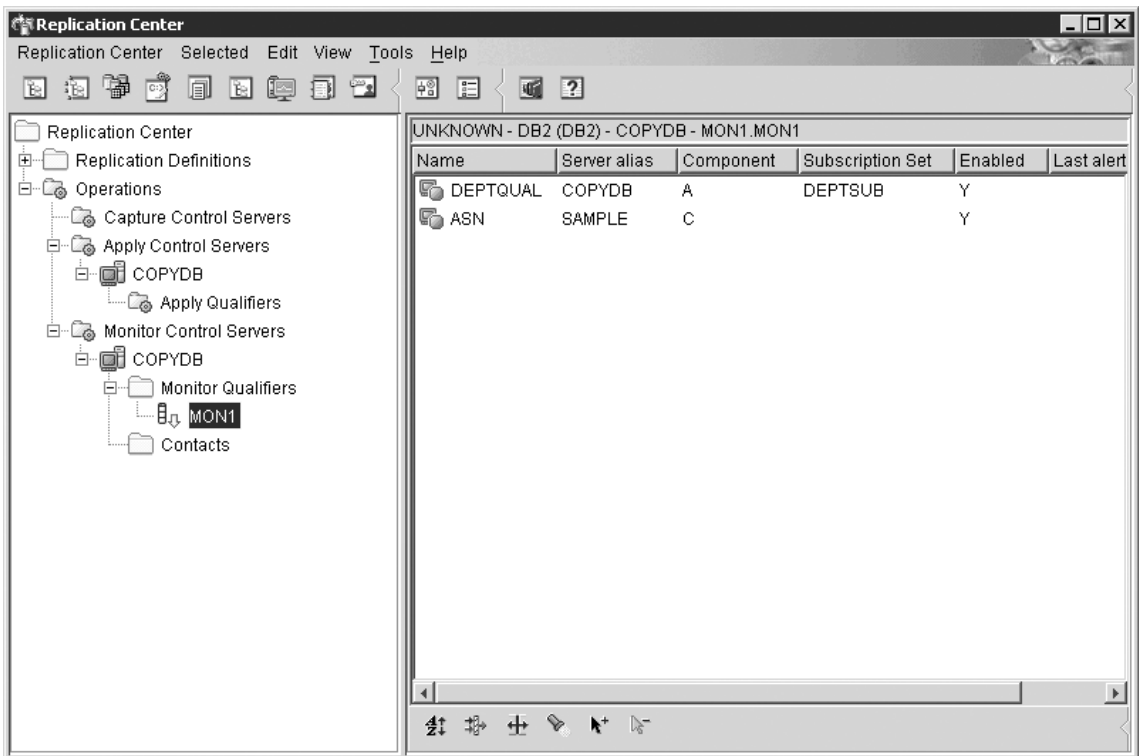 Replication Center
Replication Center Selected Edit View Tools Help
Replication Center
Replication Definitions
Operations
Capture Control Servers
Apply Control Servers
COPYDB
Apply Qualifiers
Monitor Control Servers
COPYDB
Monitor Qualifiers
MON1
Contacts
UNKNOWN - DB2 (DB2) - COPYDB - MON1.MON1
Name Server alias Component Subscription Set Enabled Last alert
DEPTQUAL COPYDB A DEPTSUB Y
ASN SAMPLE C Y